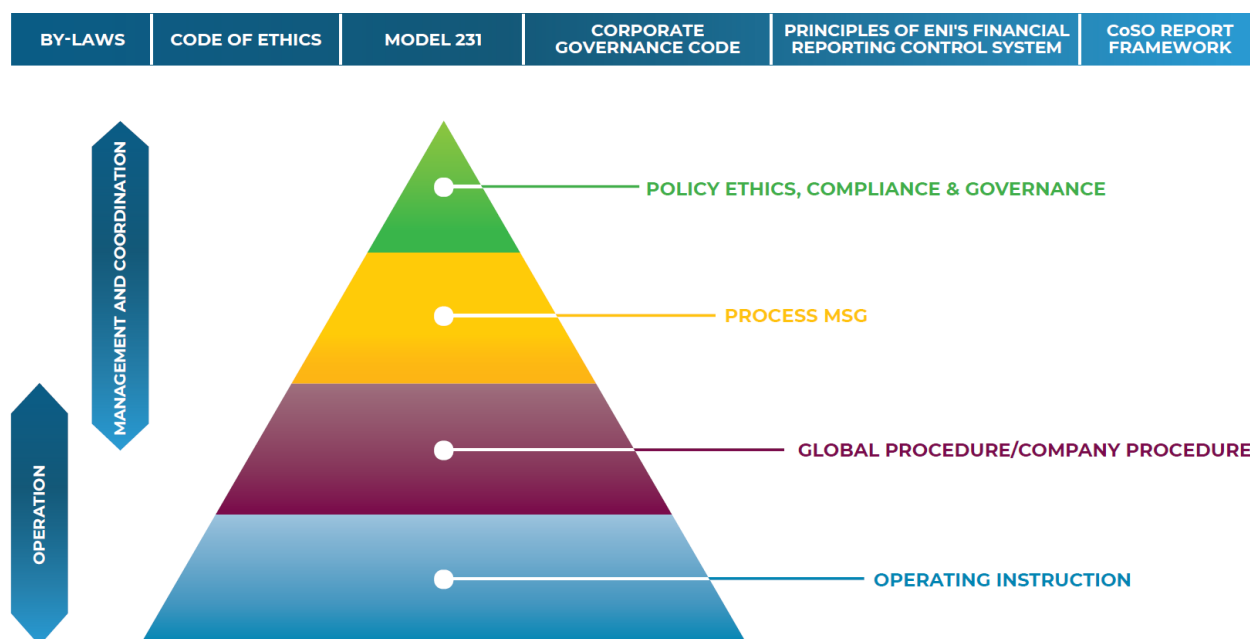 BY-LAWS
CODE OF ETHICS
MODEL 231
CORPORATE
GOVERNANCE CODE
PRINCIPLES OF ENI'S FINANCIAL
REPORTING CONTROL SYSTEM
CoSO REPORT
FRAMEWORK
MANAGEMENT AND COORDINATION
OPERATION
POLICY ETHICS, COMPLIANCE & GOVERNANCE
PROCESS MSG
GLOBAL PROCEDURE/COMPANY PROCEDURE
OPERATING INSTRUCTION